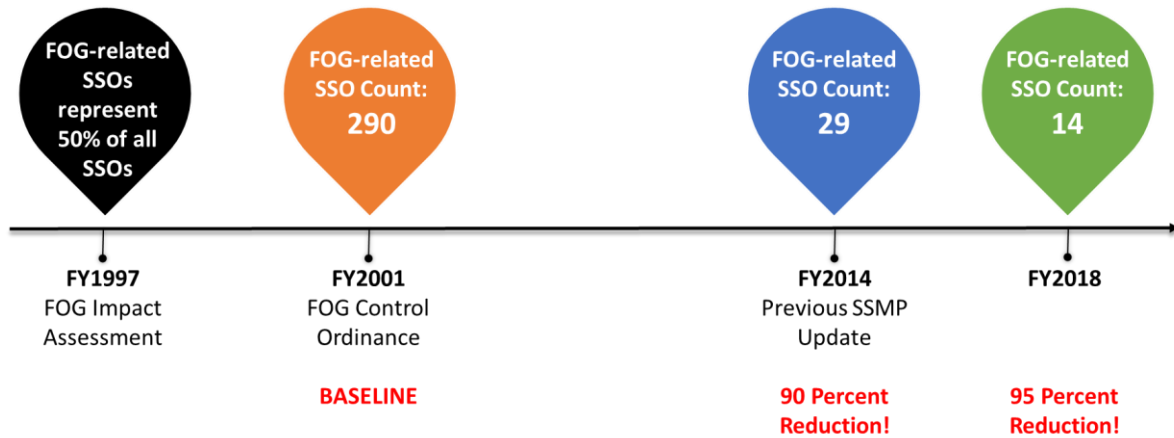 FOG-related
SSOs
represent
50% of all
SSOs
FOG-related
SSO Count:
290
FOG-related
SSO Count:
29
FOG-related
SSO Count:
14
FY1997
FOG Impact
Assessment
FY2001
FOG Control
Ordinance
BASELINE
FY2014
Previous SSMP
Update
90 Percent
Reduction!
FY2018
95 Percent
Reduction!